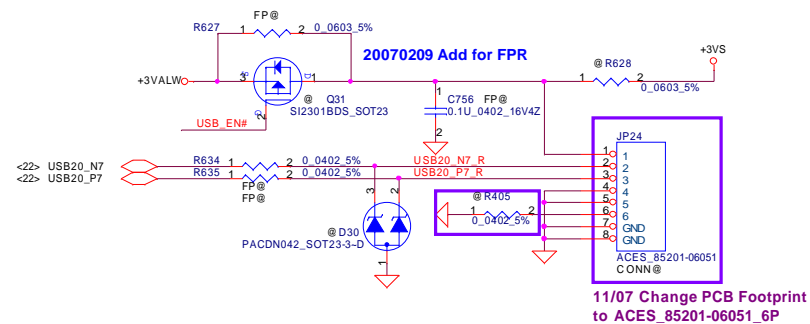 FP@
R627 1 2 0_0603_5%
20070209 Add for FPR
+3VS
+3VALW 3 S D 1
@ R628
1 2
0_0603_5%
@ Q31
SI2301BDS_SOT23
G 2
USB_EN#
1
C756 FP@
0.1U_0402_16V4Z
2
JP24
<22> USB20_N7 R634 1 2 0_0402_5% USB20_N7_R
<22> USB20_P7 R635 1 2 0_0402_5% USB20_P7_R
FP@
FP@
1 1
2 2
3 3
4 4
5 5
6 6
7 GND
8 GND
3 2
@ R405
1 2
0_0402_5%
@ D30
PACDN042_SOT23-3~D
1
ACES_85201-06051
CONN@
11/07 Change PCB Footprint
to ACES_85201-06051_6P